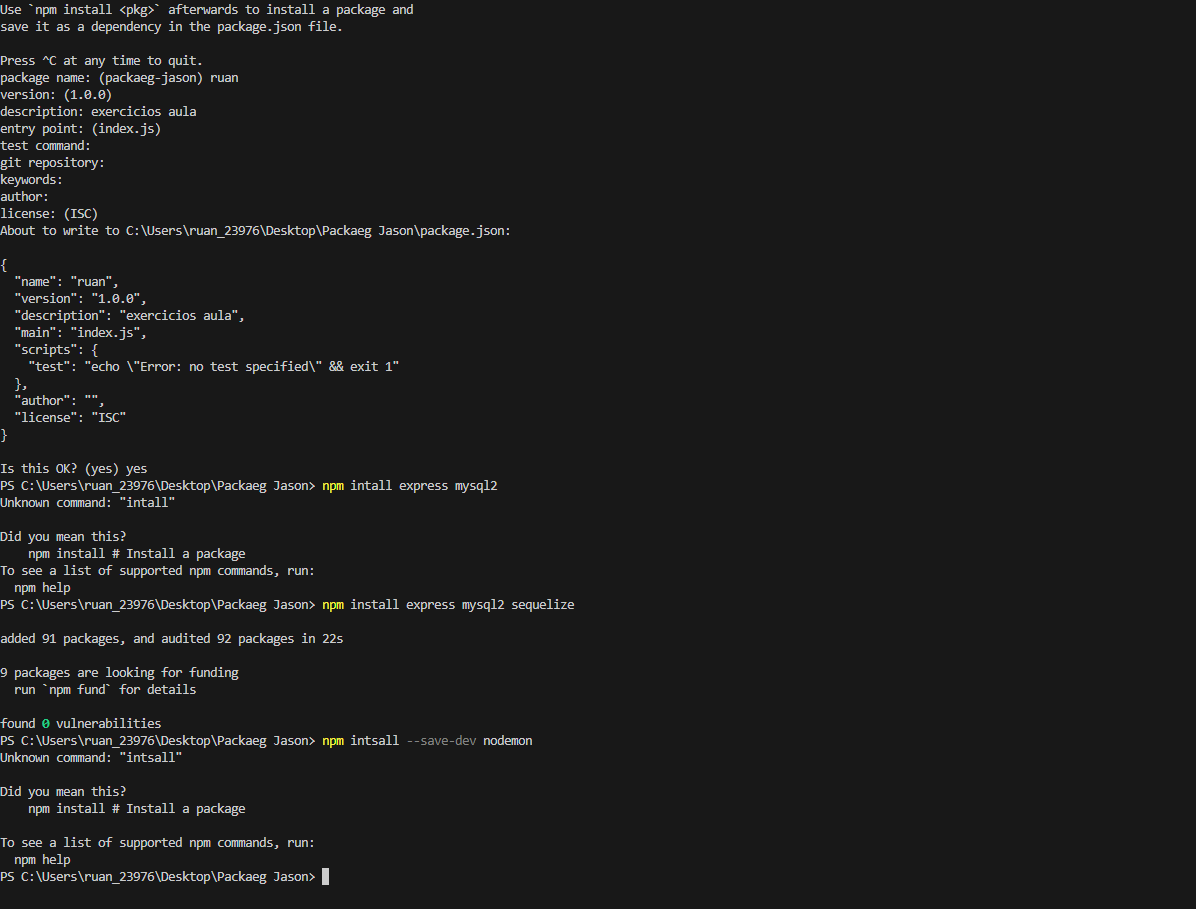 Use `npm install <pkg>` afterwards to install a package and
save it as a dependency in the package.json file.
Press ^C at any time to quit.
package name: (packaeg-jason) ruan
version: (1.0.0)
description: exercicios aula
entry point: (index.js)
test command:
git repository:
keywords:
author:
license: (ISC)
About to write to C:\Users\ruan_23976\Desktop\Packaeg Jason\package.json:
{
  "name": "ruan",
  "version": "1.0.0",
  "description": "exercicios aula",
  "main": "index.js",
  "scripts": {
    "test": "echo \"Error: no test specified\" && exit 1"
  },
  "author": "",
  "license": "ISC"
}
Is this OK? (yes) yes
PS C:\Users\ruan_23976\Desktop\Packaeg Jason> npm intall express mysql2
Unknown command: "intall"
Did you mean this?
    npm install # Install a package
To see a list of supported npm commands, run:
  npm help
PS C:\Users\ruan_23976\Desktop\Packaeg Jason> npm install express mysql2 sequelize
added 91 packages, and audited 92 packages in 22s
9 packages are looking for funding
  run `npm fund` for details
found 0 vulnerabilities
PS C:\Users\ruan_23976\Desktop\Packaeg Jason> npm intsall --save-dev nodemon
Unknown command: "intsall"
Did you mean this?
    npm install # Install a package
To see a list of supported npm commands, run:
  npm help
PS C:\Users\ruan_23976\Desktop\Packaeg Jason>